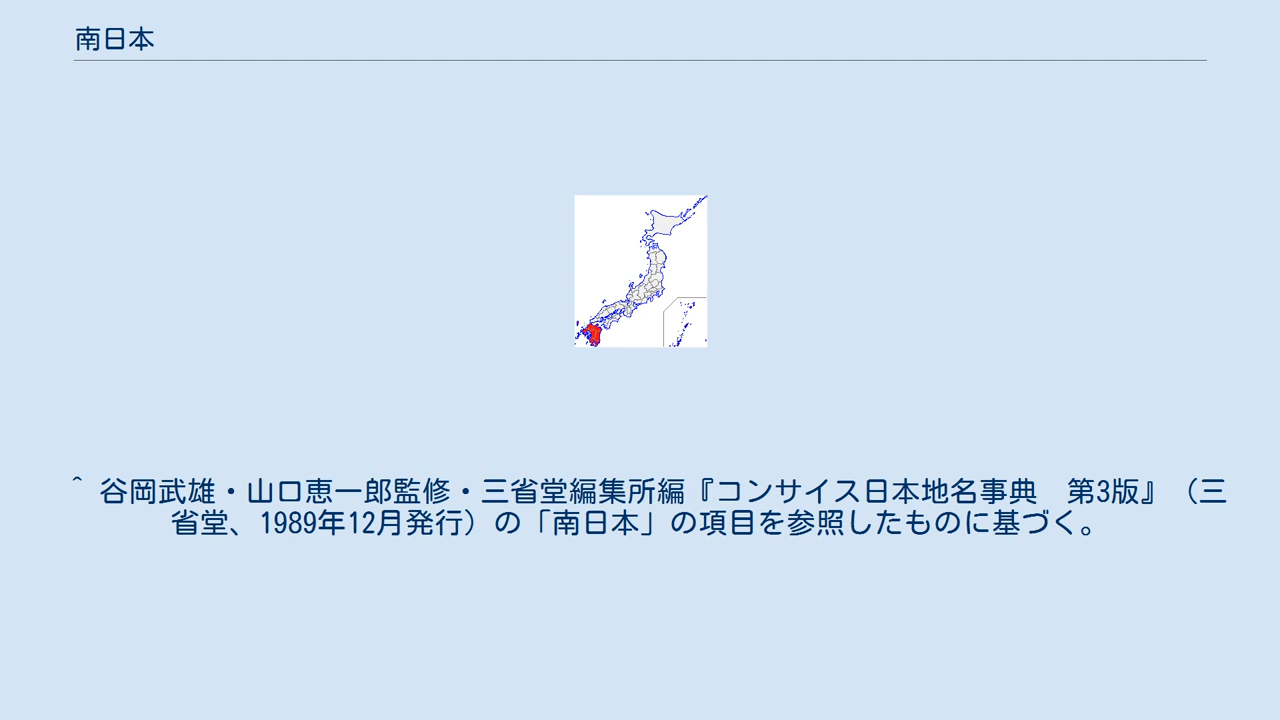 南日本
^ 谷岡武雄・山口恵一郎監修・三省堂編集所編『コンサイス日本地名事典　第3版』（三
省堂、1989年12月発行）の「南日本」の項目を参照したものに基づく。